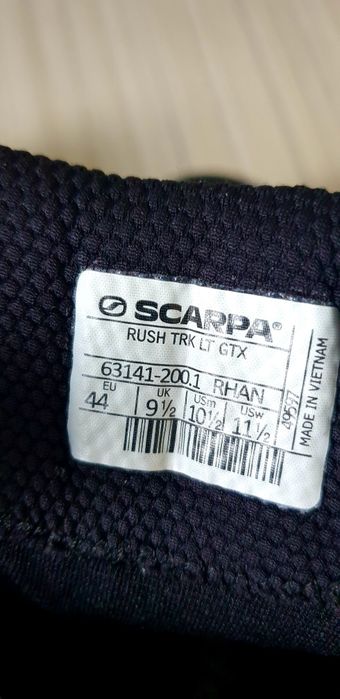 SCARPA®
RUSH TRK LT GTX
63141-200.1 RHAN
EU UK USm USw
44 9½ 10½ 11½
49597
MADE IN VIETNAM